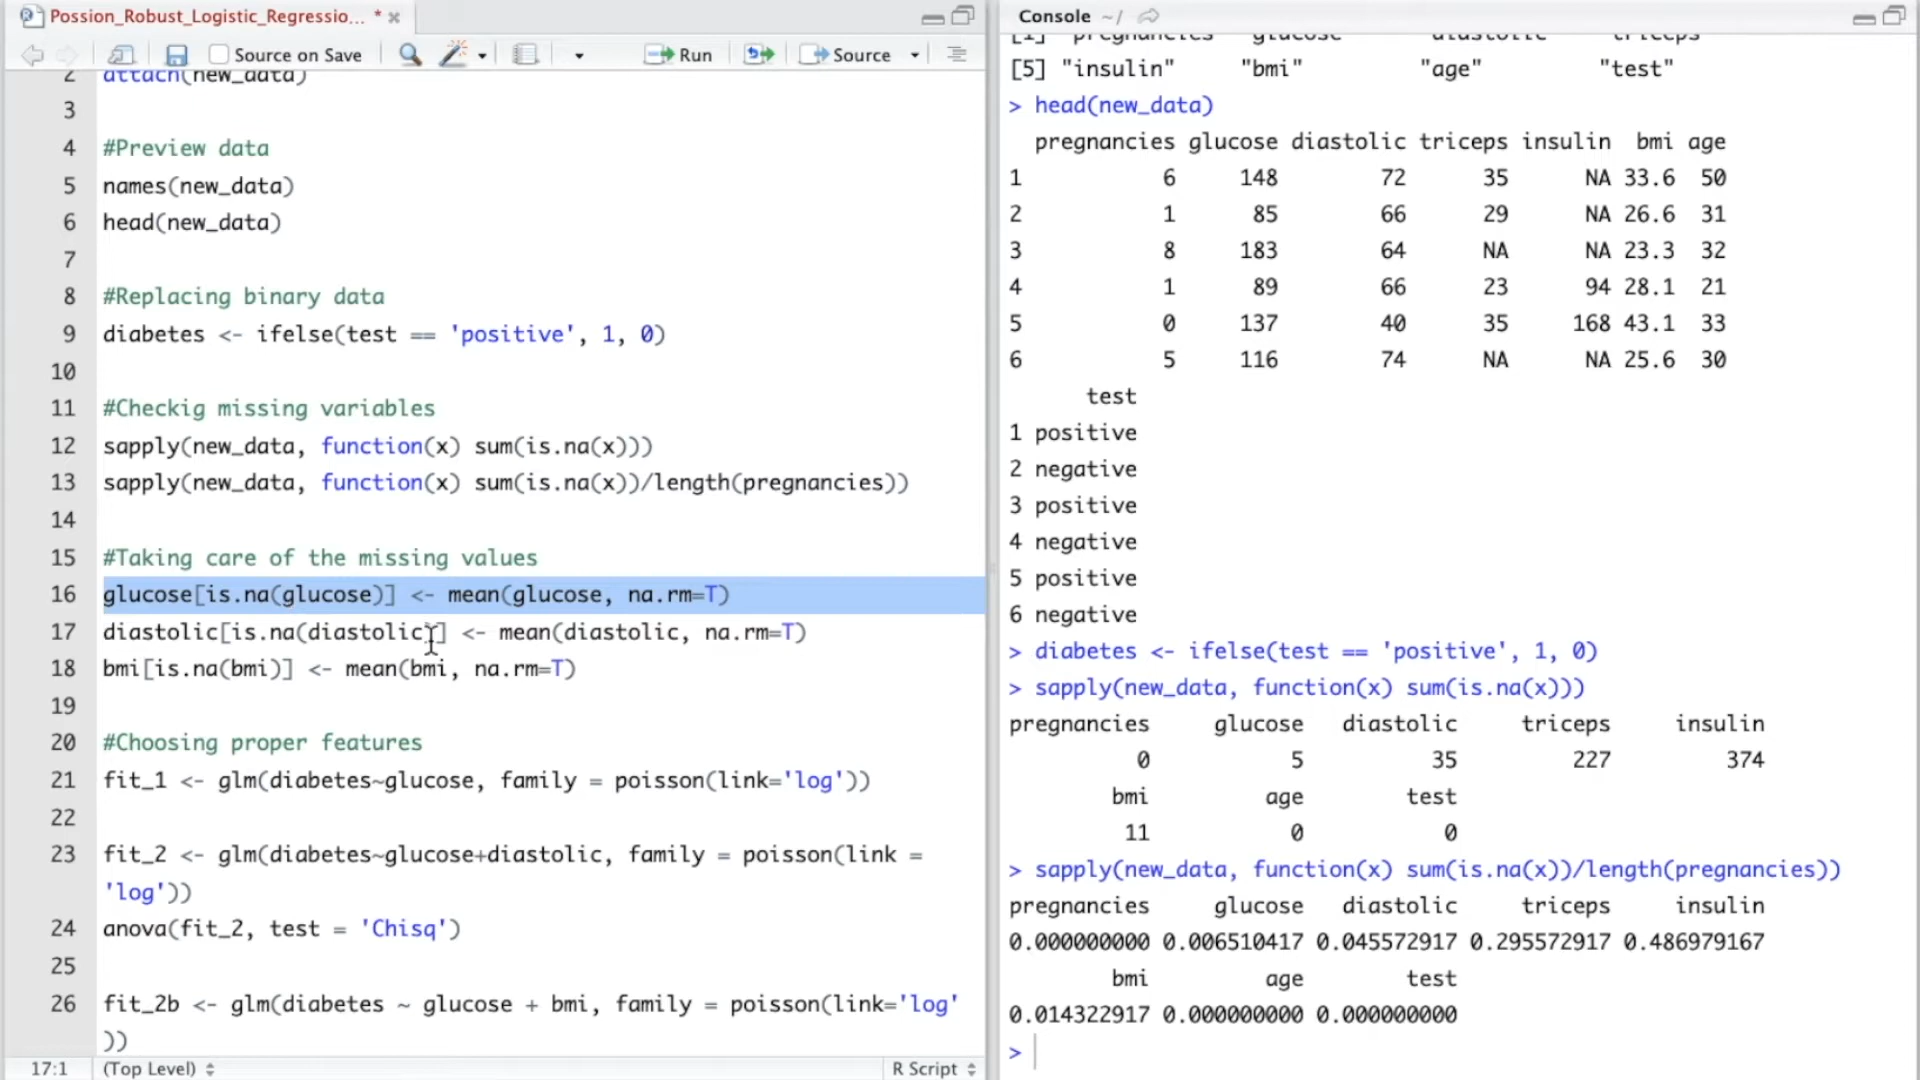 Possion_Robust_Logistic_Regressio... *
Source on Save
Run
Source
2 attach(new_data)
3
4 #Preview data
5 names(new_data)
6 head(new_data)
7
8 #Replacing binary data
9 diabetes <- ifelse(test == 'positive', 1, 0)
10
11 #Checkig missing variables
12 sapply(new_data, function(x) sum(is.na(x)))
13 sapply(new_data, function(x) sum(is.na(x))/length(pregnancies))
14
15 #Taking care of the missing values
16 glucose[is.na(glucose)] <- mean(glucose, na.rm=T)
17 diastolic[is.na(diastolic)] <- mean(diastolic, na.rm=T)
18 bmi[is.na(bmi)] <- mean(bmi, na.rm=T)
19
20 #Choosing proper features
21 fit_1 <- glm(diabetes~glucose, family = poisson(link='log'))
22
23 fit_2 <- glm(diabetes~glucose+diastolic, family = poisson(link =
'log'))
24 anova(fit_2, test = 'Chisq')
25
26 fit_2b <- glm(diabetes ~ glucose + bmi, family = poisson(link='log'
))
17:1 (Top Level) R Script
Console ~/
[1] "pregnancies" "glucose" "diastolic" "triceps"
[5] "insulin" "bmi" "age" "test"
> head(new_data)
pregnancies glucose diastolic triceps insulin bmi age
1 6 148 72 35 NA 33.6 50
2 1 85 66 29 NA 26.6 31
3 8 183 64 NA NA 23.3 32
4 1 89 66 23 94 28.1 21
5 0 137 40 35 168 43.1 33
6 5 116 74 NA NA 25.6 30
test
1 positive
2 negative
3 positive
4 negative
5 positive
6 negative
> diabetes <- ifelse(test == 'positive', 1, 0)
> sapply(new_data, function(x) sum(is.na(x)))
pregnancies glucose diastolic triceps insulin
0 5 35 227 374
bmi age test
11 0 0
> sapply(new_data, function(x) sum(is.na(x))/length(pregnancies))
pregnancies glucose diastolic triceps insulin
0.000000000 0.006510417 0.045572917 0.295572917 0.486979167
bmi age test
0.014322917 0.000000000 0.000000000
>